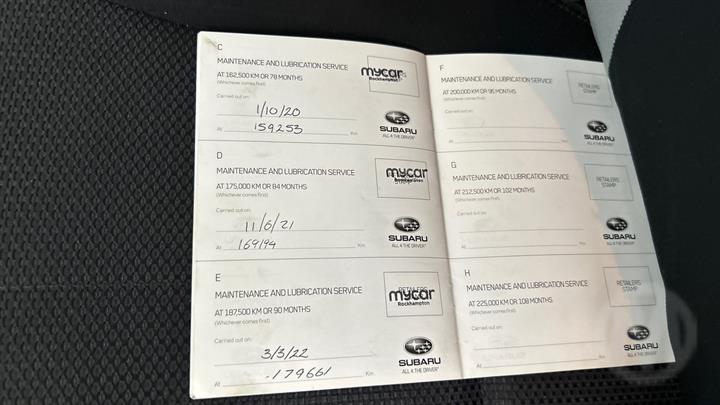 C
MAINTENANCE AND LUBRICATION SERVICE
AT 162,500 KM OR 78 MONTHS
(Whichever comes first)
Carried out on:
1/10/20
At 159253 Km.
mycar
Rockhampton
SUBARU
ALL 4 THE DRIVER
D
MAINTENANCE AND LUBRICATION SERVICE
AT 175,000 KM OR 84 MONTHS
(Whichever comes first)
Carried out on:
11/6/21
At 169194 Km.
mycar
Rockhampton
STAMP
SUBARU
ALL 4 THE DRIVER
E
MAINTENANCE AND LUBRICATION SERVICE
AT 187,500 KM OR 90 MONTHS
(Whichever comes first)
Carried out on:
3/3/22
At 179661 Km.
RETAILERS
mycar
Rockhampton
SUBARU
ALL 4 THE DRIVER
F
MAINTENANCE AND LUBRICATION SERVICE
AT 200,000 KM OR 96 MONTHS
(Whichever comes first)
Carried out on:
At Km.
RETAILERS
STAMP
SUBARU
ALL 4 THE DRIVER
G
MAINTENANCE AND LUBRICATION SERVICE
AT 212,500 KM OR 102 MONTHS
(Whichever comes first)
Carried out on:
At Km.
RETAILERS
STAMP
SUBARU
ALL 4 THE DRIVER
H
MAINTENANCE AND LUBRICATION SERVICE
AT 225,000 KM OR 108 MONTHS
(Whichever comes first)
Carried out on:
At Km.
RETAILERS
STAMP
SUBARU
ALL 4 THE DRIVER